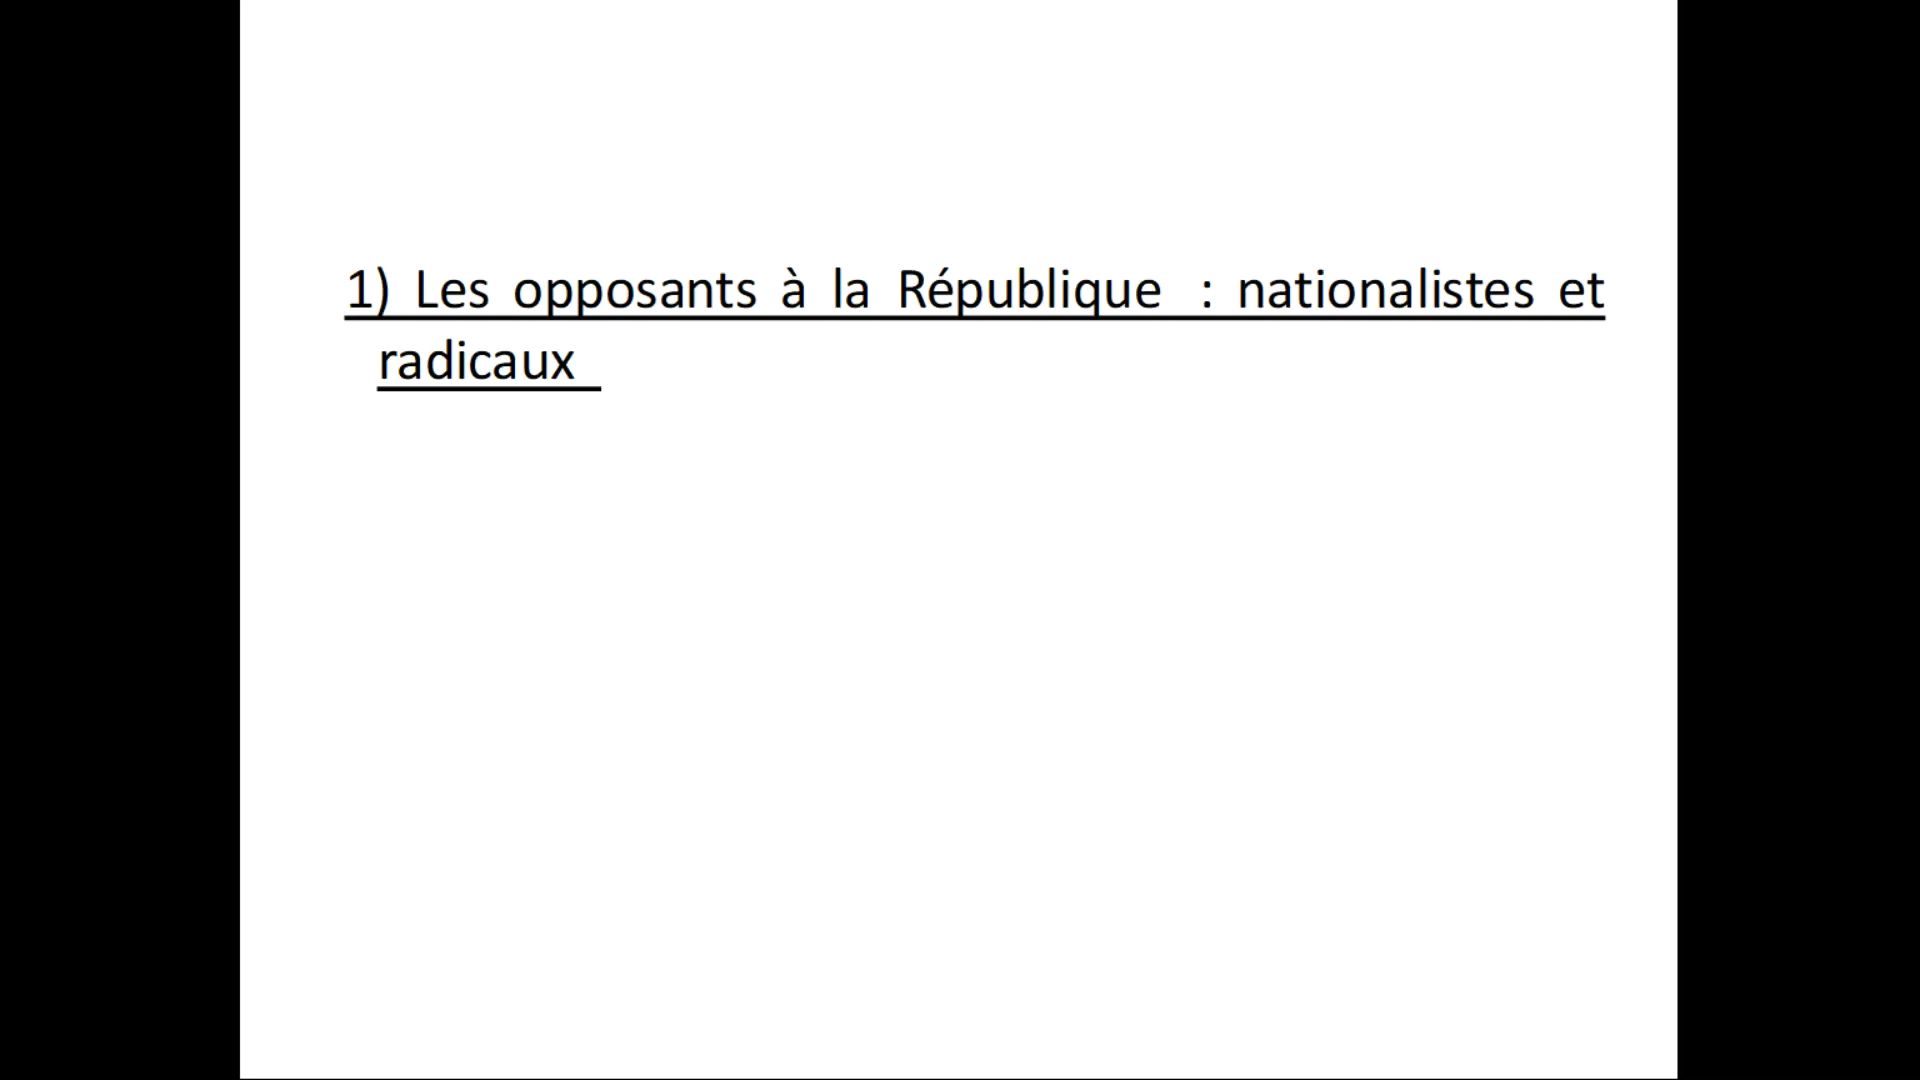 1) Les opposants à la République : nationalistes et
radicaux